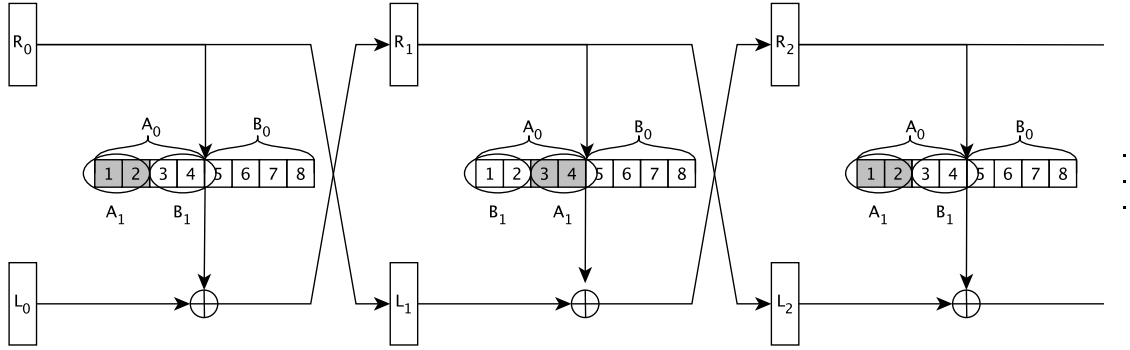 R0 R1 R2
A0 B0 A0 B0 A0 B0
1 2 3 4 5 6 7 8 1 2 3 4 5 6 7 8 1 2 3 4 5 6 7 8
A1 B1 B1 A1 A1 B1
L0 L1 L2